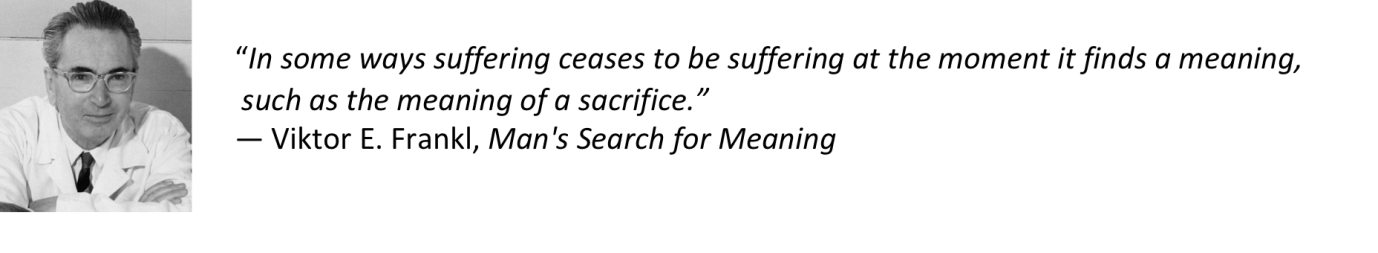 “In some ways suffering ceases to be suffering at the moment it finds a meaning,
such as the meaning of a sacrifice.”
— Viktor E. Frankl, Man's Search for Meaning